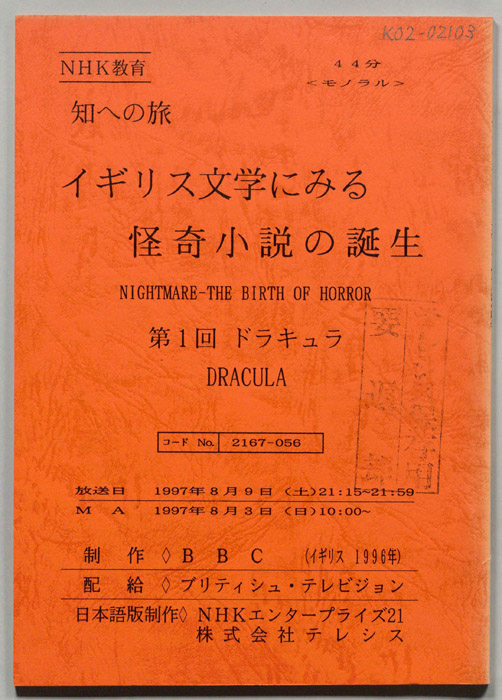 K02-02103
NHK教育
44分
<モノラル>
知への旅
イギリス文学にみる
怪奇小説の誕生
NIGHTMARE-THE BIRTH OF HORROR
第1回 ドラキュラ
DRACULA
コード No. 2167-056
放送日 1997年8月9日(土)21:15~21:59
MA 1997年8月3日(日)10:00~
制作◇BBC (イギリス 1996年)
配給◇ブリティシュ・テレビジョン
日本語版制作◇NHKエンタープライズ21
株式会社テレシス
要返